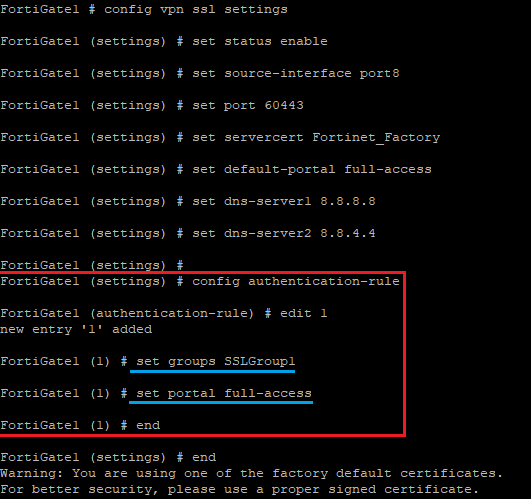 FortiGate1 # config vpn ssl settings
FortiGate1 (settings) # set status enable
FortiGate1 (settings) # set source-interface port8
FortiGate1 (settings) # set port 60443
FortiGate1 (settings) # set servercert Fortinet_Factory
FortiGate1 (settings) # set default-portal full-access
FortiGate1 (settings) # set dns-server1 8.8.8.8
FortiGate1 (settings) # set dns-server2 8.8.4.4
FortiGate1 (settings) #
FortiGate1 (settings) # config authentication-rule
FortiGate1 (authentication-rule) # edit 1
new entry '1' added
FortiGate1 (1) # set groups SSLGroup1
FortiGate1 (1) # set portal full-access
FortiGate1 (1) # end
FortiGate1 (settings) # end
Warning: You are using one of the factory default certificates.
For better security, please use a proper signed certificate.